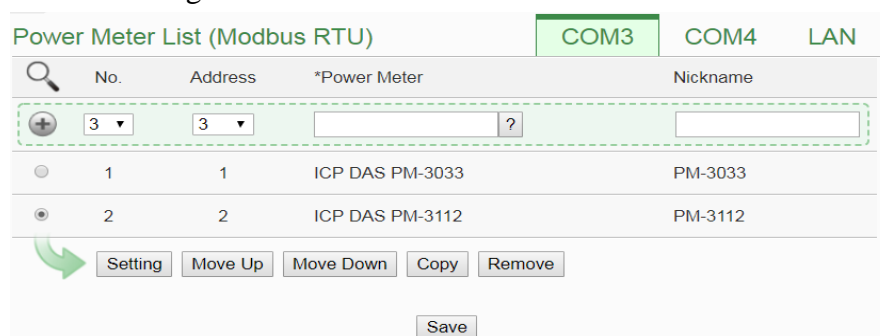 Power Meter List (Modbus RTU) COM3 COM4 LAN
No. Address *Power Meter Nickname
3 3 ?
1 1 ICP DAS PM-3033 PM-3033
2 2 ICP DAS PM-3112 PM-3112
Setting Move Up Move Down Copy Remove
Save